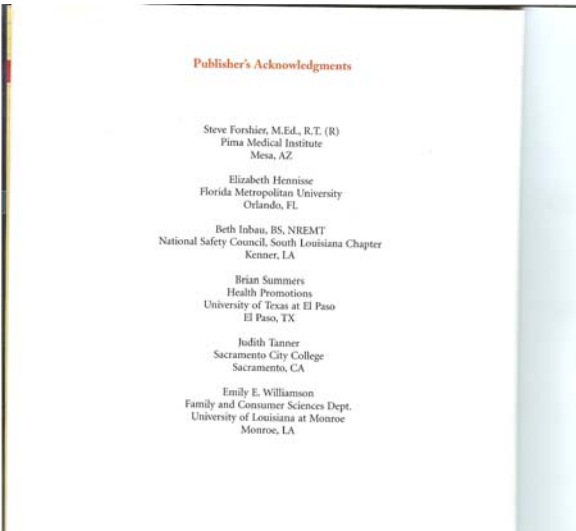 Publisher's Acknowledgments
Steve Forshier, M.Ed., R.T. (R)
Pima Medical Institute
Mesa, AZ
Elizabeth Hennisse
Florida Metropolitan University
Orlando, FL
Beth Inbau, BS, NREMT
National Safety Council, South Louisiana Chapter
Kenner, LA
Brian Summers
Health Promotions
University of Texas at El Paso
El Paso, TX
Judith Tanner
Sacramento City College
Sacramento, CA
Emily E. Williamson
Family and Consumer Sciences Dept.
University of Louisiana at Monroe
Monroe, LA